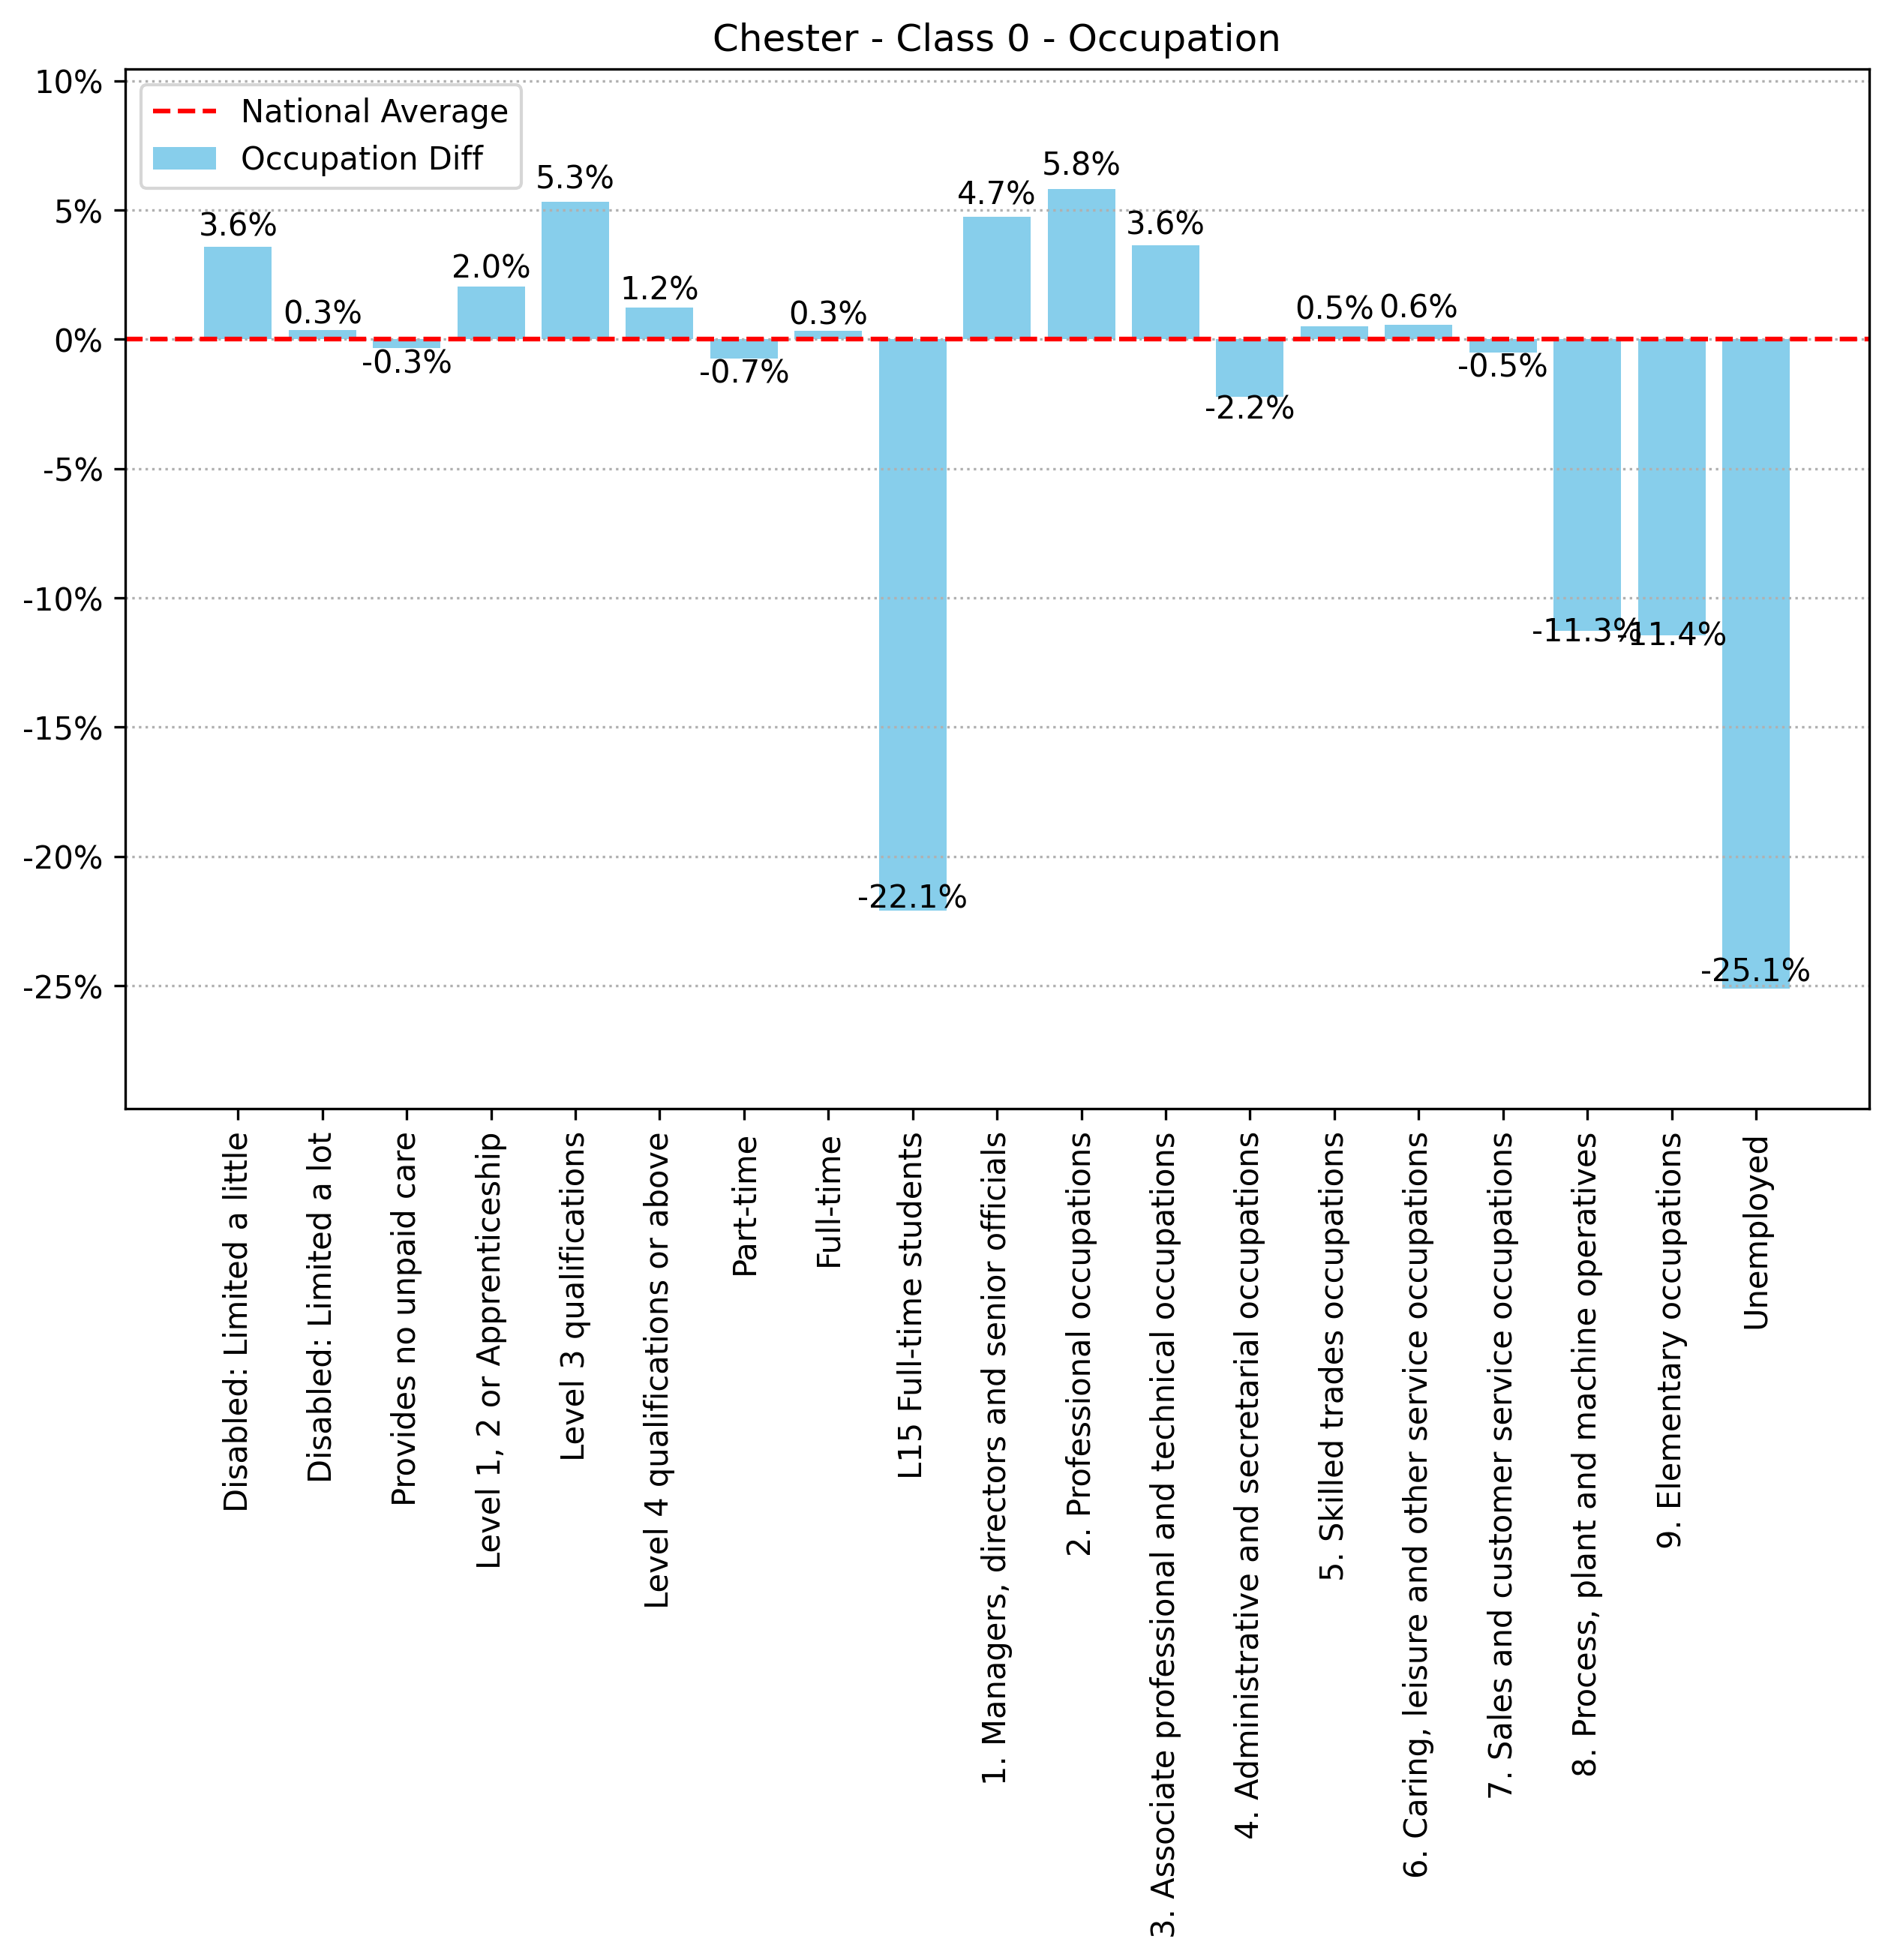 Chester - Class 0 - Occupation
10%
5%
0%
-5%
-10%
-15%
-20%
-25%
National Average
Occupation Diff
3.6%
0.3%
-0.3%
2.0%
5.3%
1.2%
-0.7%
0.3%
-22.1%
4.7%
5.8%
3.6%
-2.2%
0.5%
0.6%
-0.5%
-11.3%
-11.4%
-25.1%
Disabled: Limited a little
Disabled: Limited a lot
Provides no unpaid care
Level 1, 2 or Apprenticeship
Level 3 qualifications
Level 4 qualifications or above
Part-time
Full-time
L15 Full-time students
1. Managers, directors and senior officials
2. Professional occupations
3. Associate professional and technical occupations
4. Administrative and secretarial occupations
5. Skilled trades occupations
6. Caring, leisure and other service occupations
7. Sales and customer service occupations
8. Process, plant and machine operatives
9. Elementary occupations
Unemployed